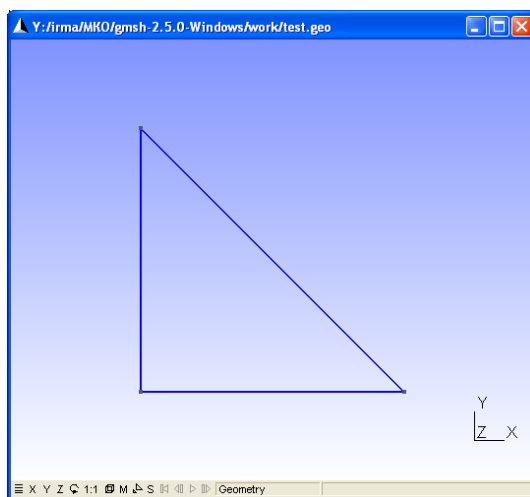 Y:/irma/MKO/gmsh-2.5.0-Windows/work/test.geo
Y
Z X
X Y Z 1:1 M S Geometry